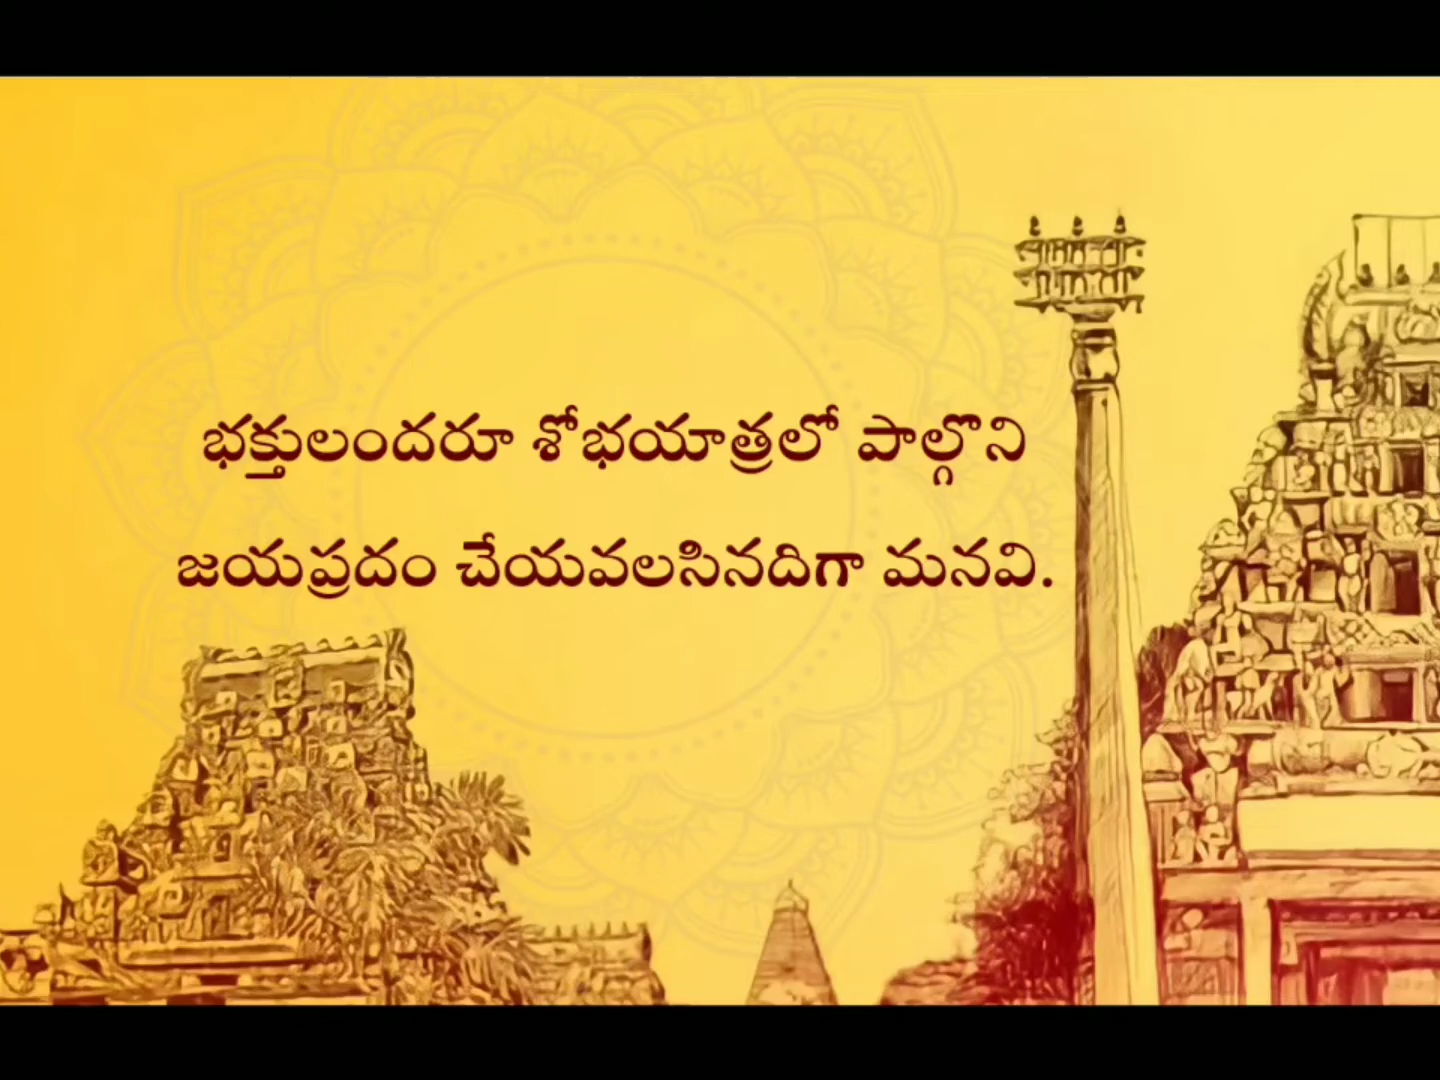 భక్తులందరూ శోభయాత్రలో పాల్గొని
జయప్రదం చేయవలసినదిగా మనవి.